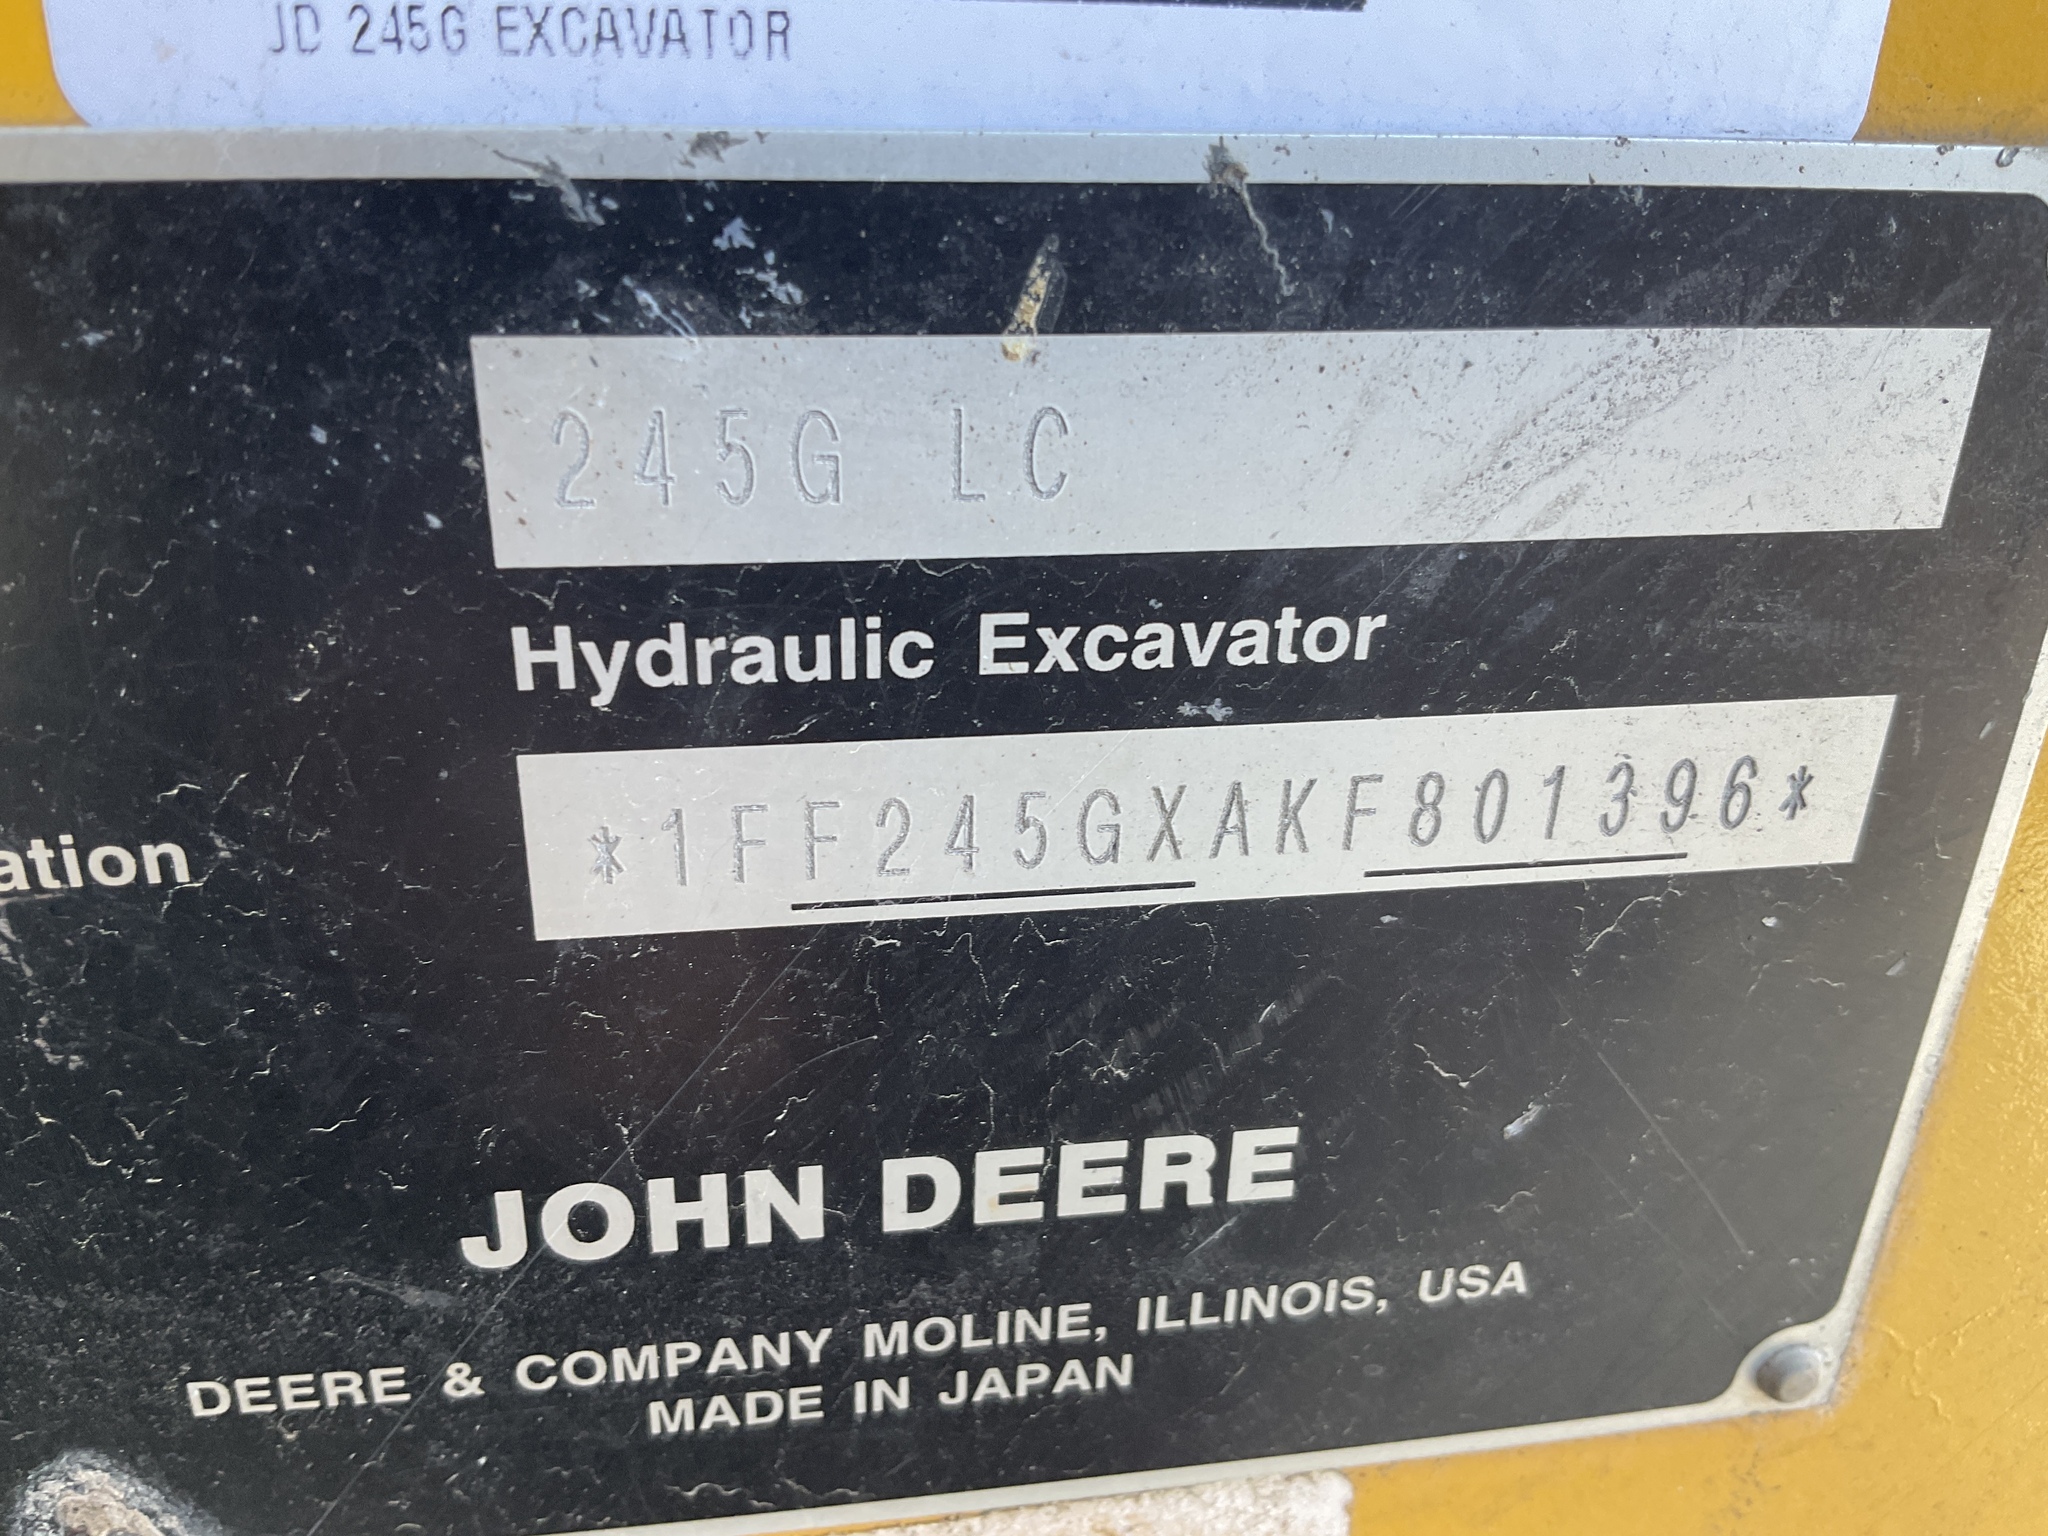 JD 245G EXCAVATOR
245G LC
Hydraulic Excavator
*1FF245GXAKF801396*
ation
JOHN DEERE
DEERE & COMPANY MOLINE, ILLINOIS, USA
MADE IN JAPAN